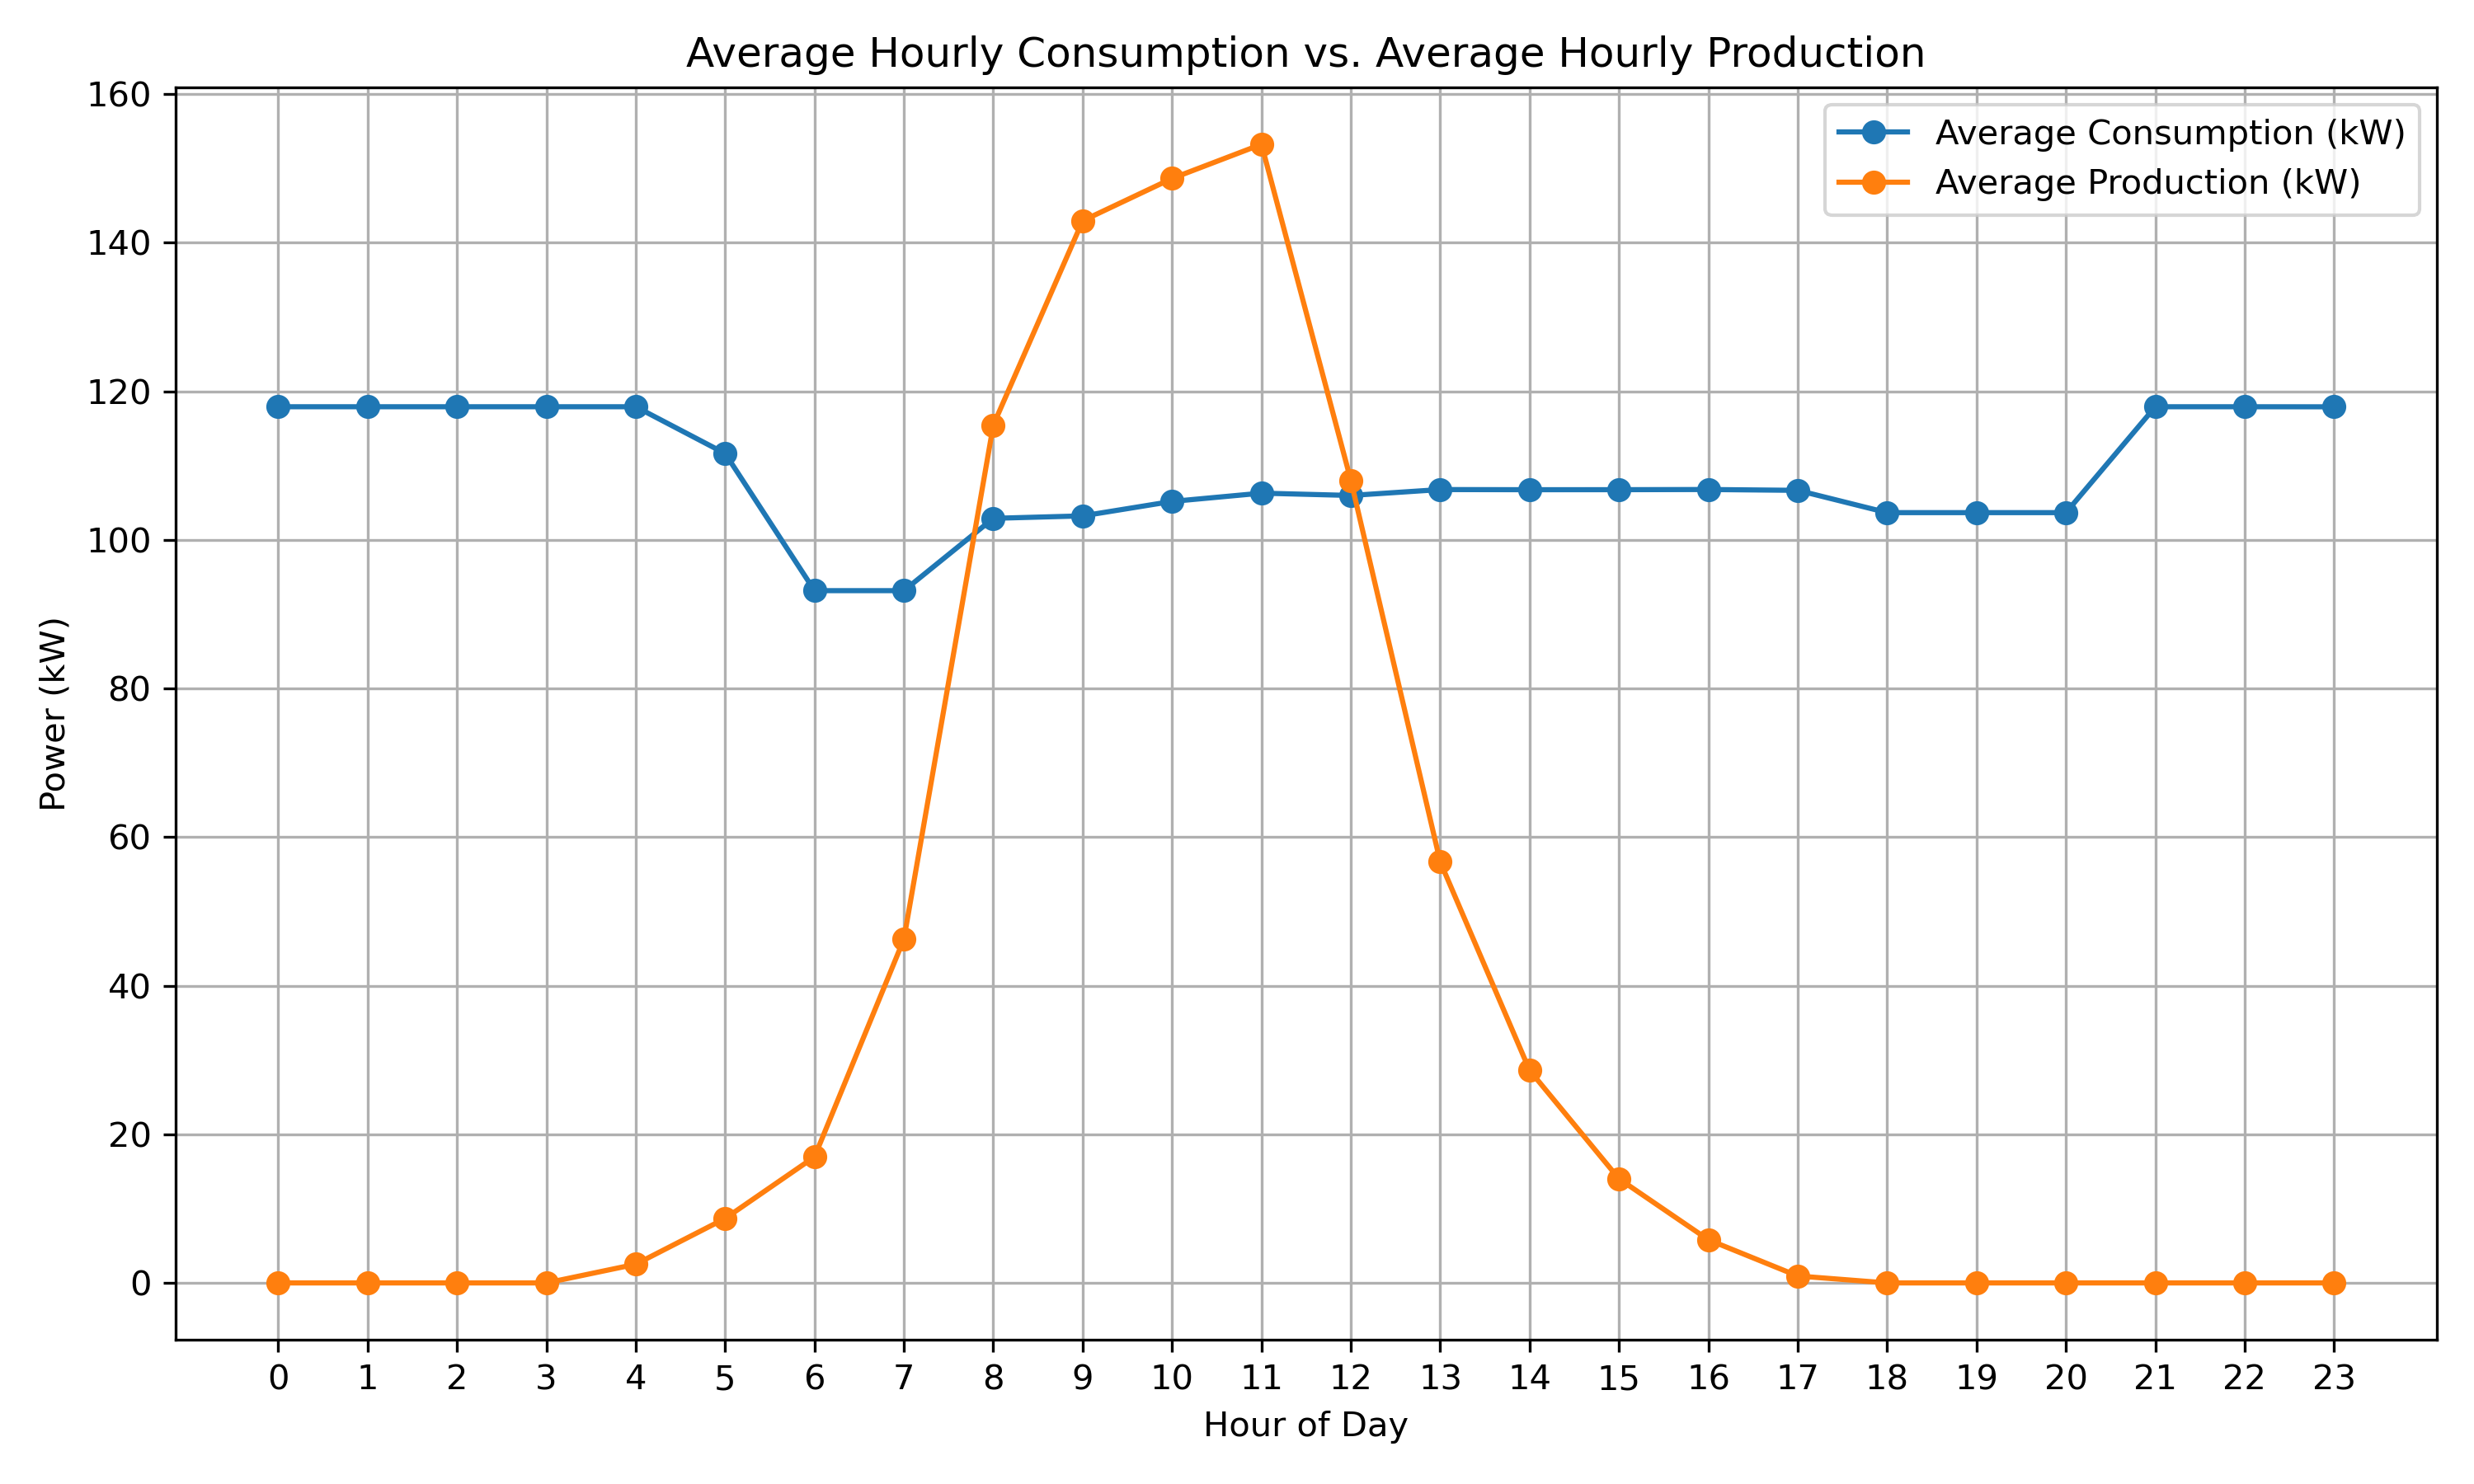 Average Hourly Consumption vs. Average Hourly Production
Average Consumption (kW)
Average Production (kW)
Power (kW)
160
140
120
100
80
60
40
20
0
0 1 2 3 4 5 6 7 8 9 10 11 12 13 14 15 16 17 18 19 20 21 22 23
Hour of Day